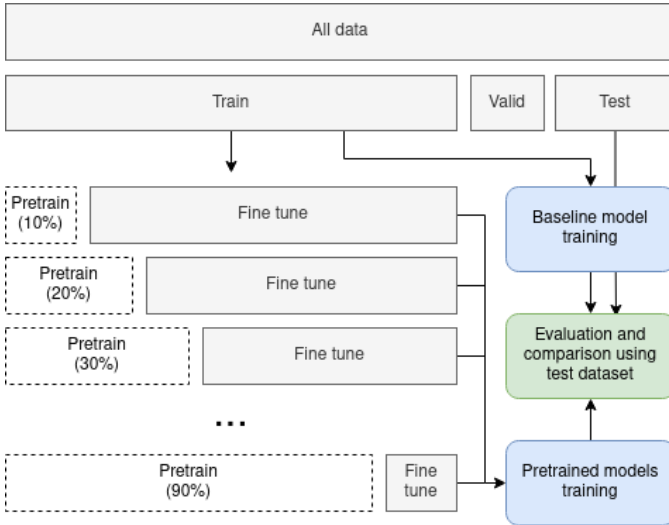 All data
Train
Valid
Test
Pretrain
(10%)
Fine tune
Baseline model
training
Pretrain
(20%)
Fine tune
Pretrain
(30%)
Fine tune
Evaluation and
comparison using
test dataset
...
Pretrain
(90%)
Fine
tune
Pretrained models
training